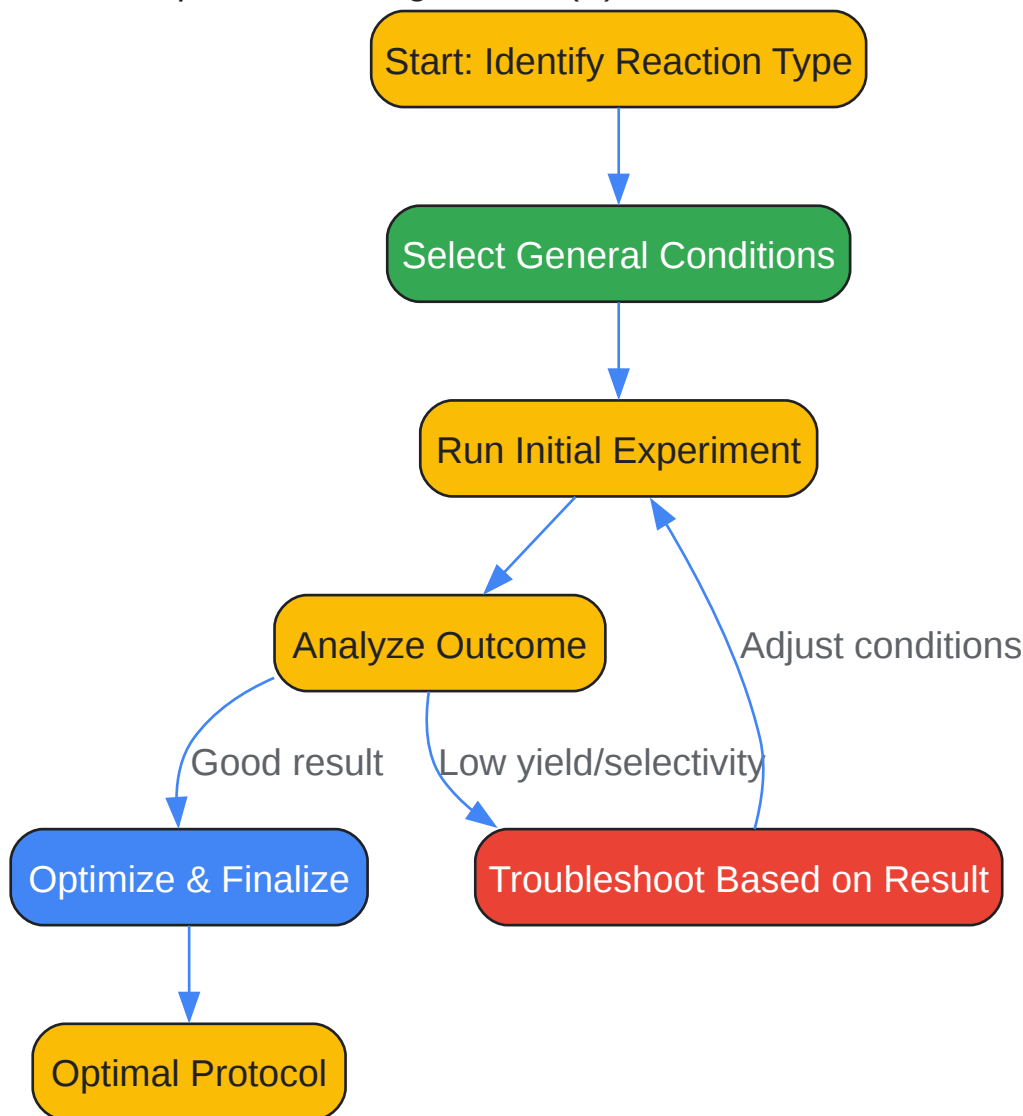 Start: Identify Reaction Type
Select General Conditions
Run Initial Experiment
Analyze Outcome
Adjust conditions
Good result
Low yield/selectivity
Optimize & Finalize
Troubleshoot Based on Result
Optimal Protocol